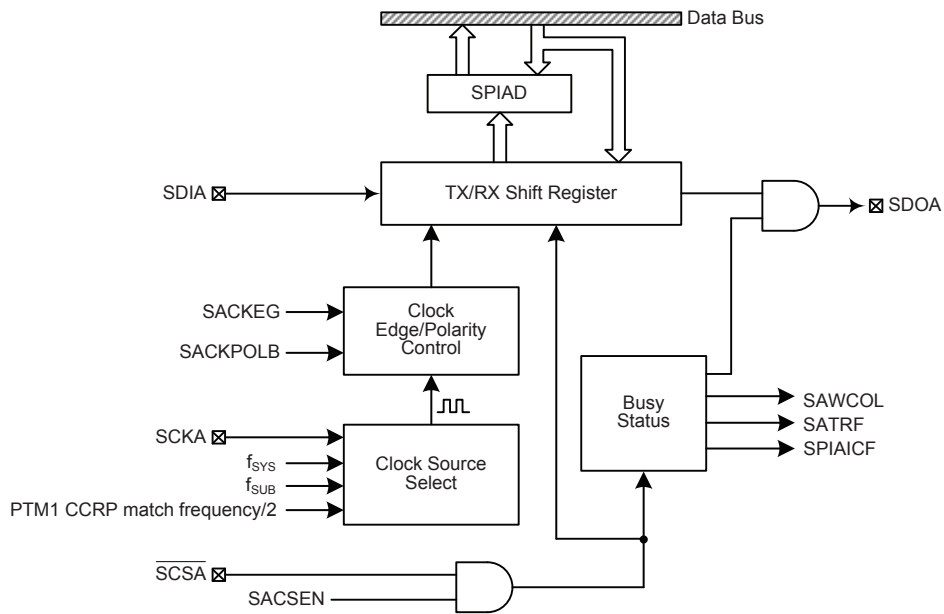 Data Bus
SPIAD
SDIA
TX/RX Shift Register
SDOA
SACKEG
SACKPOLB
Clock
Edge/Polarity
Control
Busy
Status
SAWCOL
SATRF
SPIAICF
SCKA
fSYS
fSUB
PTM1 CCRP match frequency/2
Clock Source
Select
SCSA
SACSEN